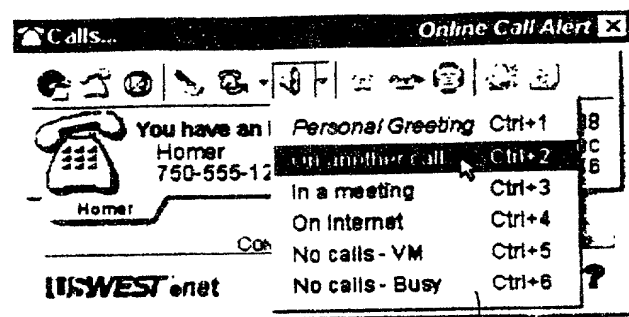 Calls... Online Call Alert
You have an i
Homer
750-555-12
Homer
Con
USWEST enet
Personal Greeting Ctrl+1
On another call Ctrl+2
In a meeting Ctrl+3
On Internet Ctrl+4
No calls - VM Ctrl+5
No calls - Busy Ctrl+6